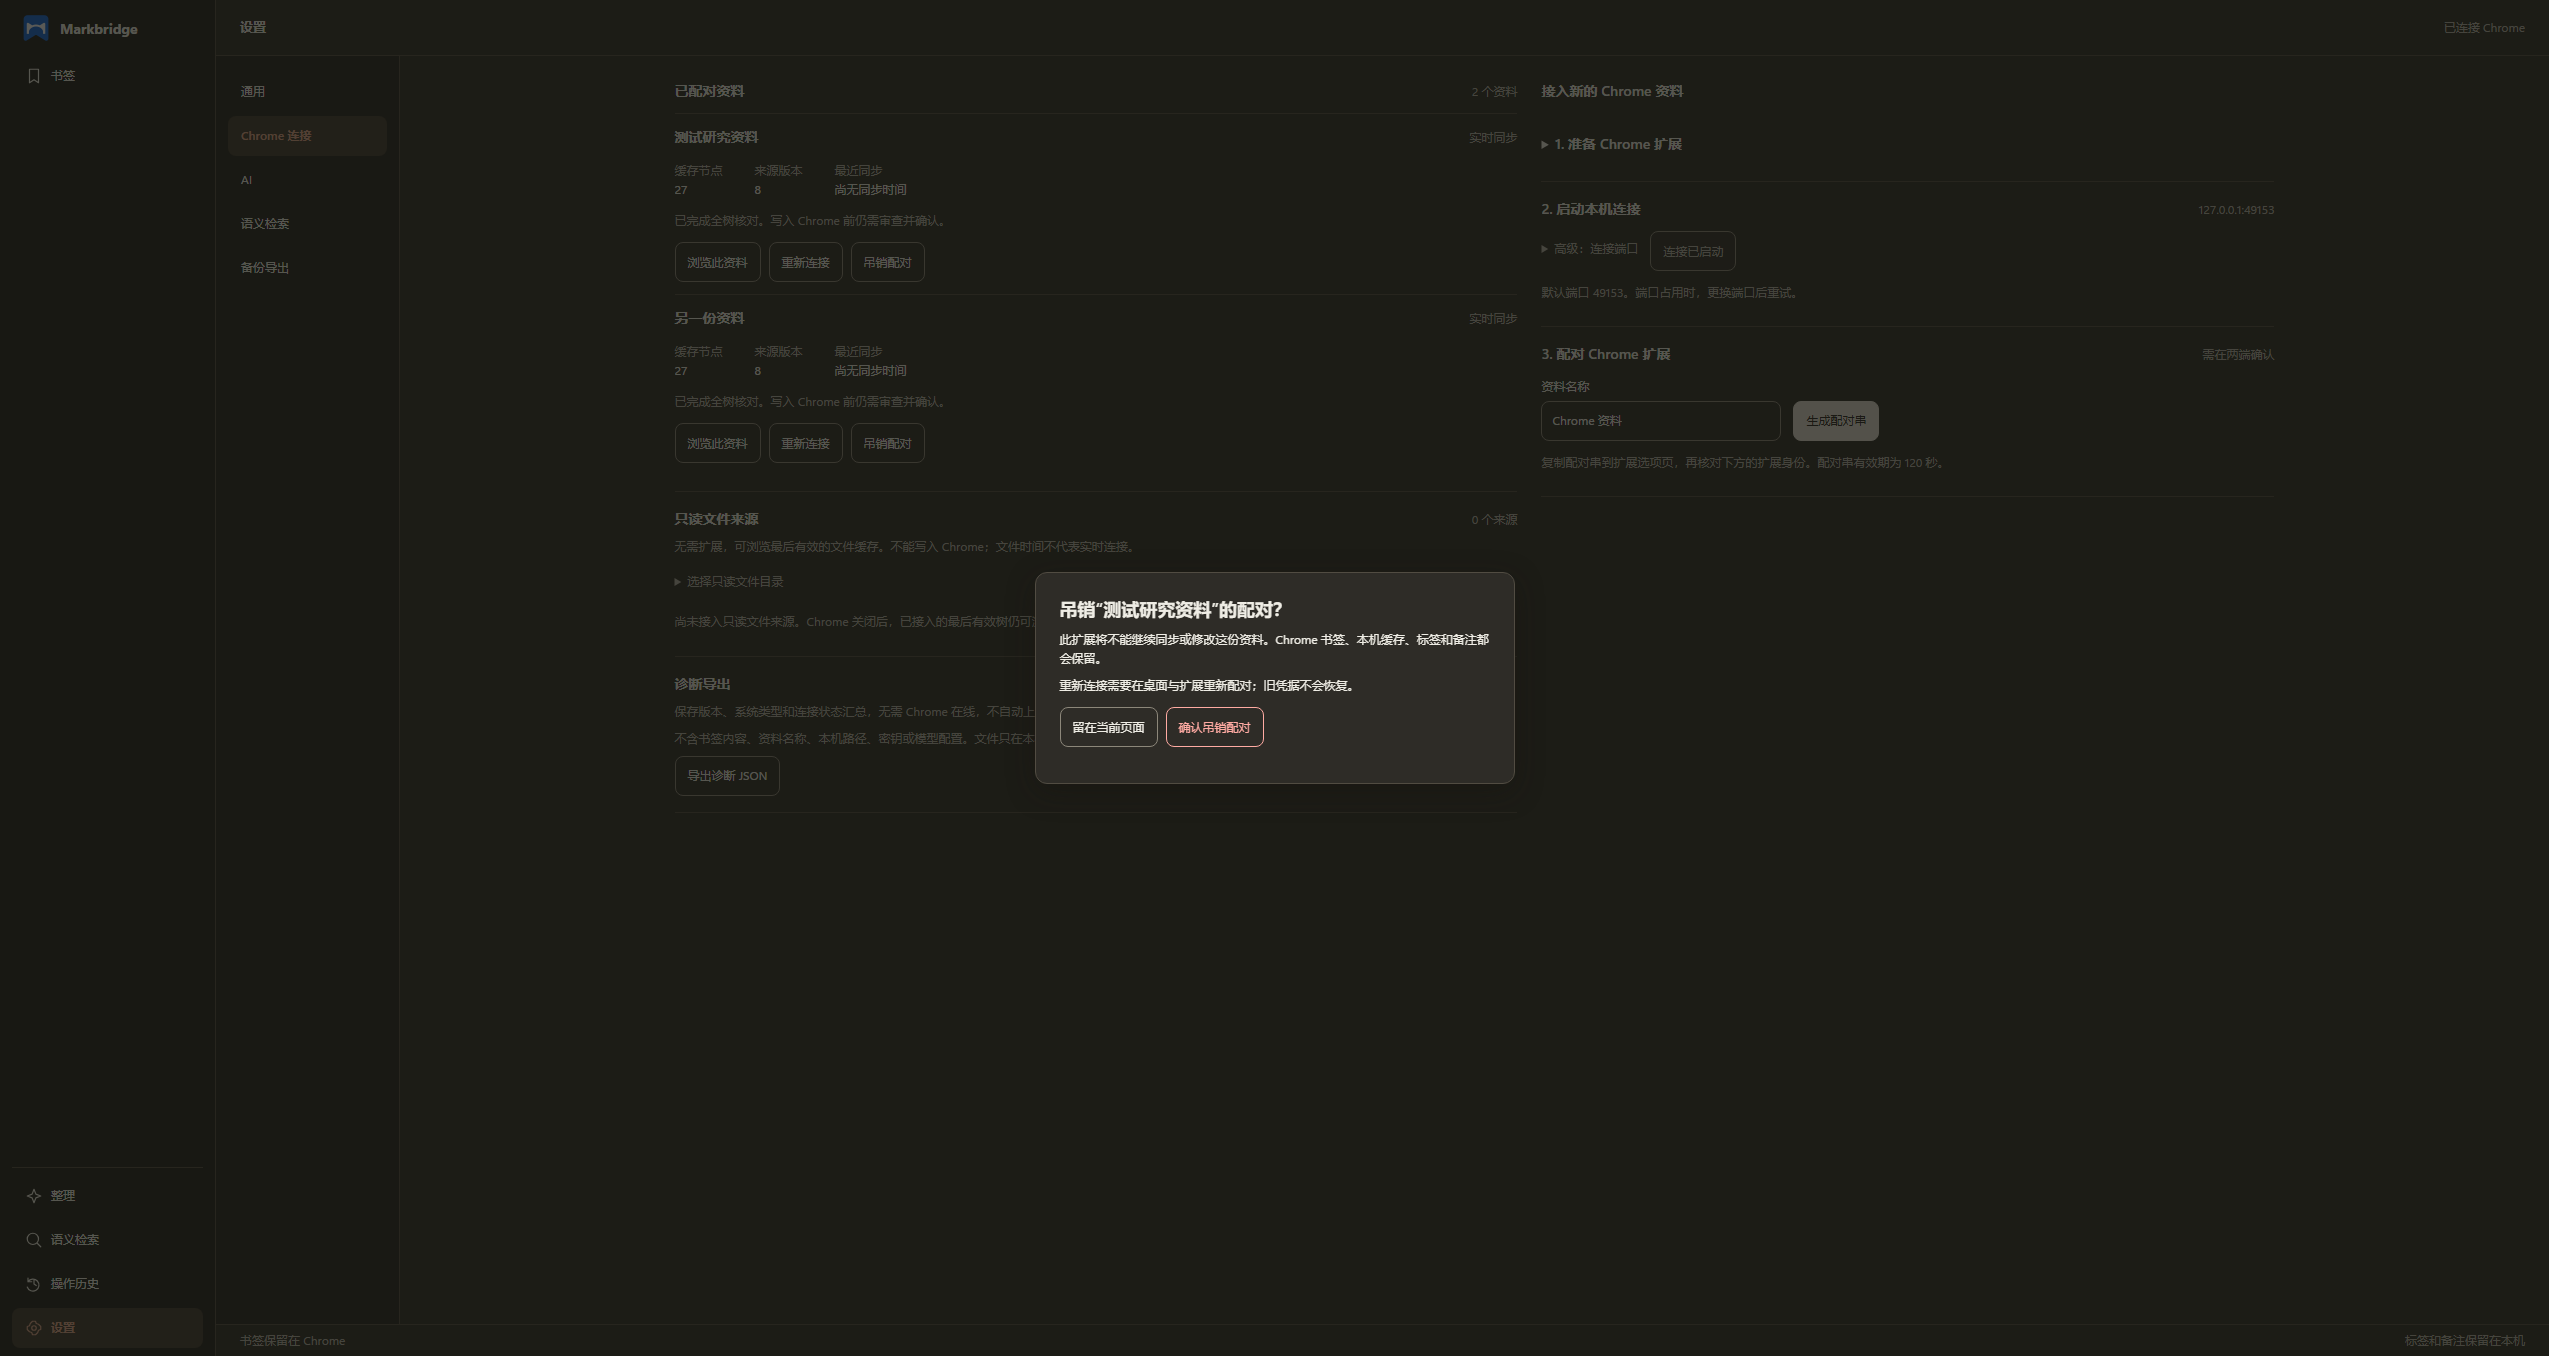 Markbridge
书签
整理
语义检索
操作历史
设置
设置
已连接 Chrome
通用
Chrome 连接
AI
语义检索
备份导出
已配对资料
2 个资料
测试研究资料
实时同步
缓存节点 来源版本 最近同步
27 8 尚无同步时间
已完成全树核对。写入 Chrome 前仍需审查并确认。
浏览此资料 重新连接 吊销配对
另一份资料
实时同步
缓存节点 来源版本 最近同步
27 8 尚无同步时间
已完成全树核对。写入 Chrome 前仍需审查并确认。
浏览此资料 重新连接 吊销配对
只读文件来源
0 个来源
无需扩展，可浏览最后有效的文件缓存。不能写入 Chrome；文件时间不代表实时连接。
选择只读文件目录
尚未接入只读文件来源。Chrome 关闭后，已接入的最后有效树仍可
诊断导出
保存版本、系统类型和连接状态汇总，无需 Chrome 在线，不自动上
不含书签内容、资料名称、本机路径、密钥或模型配置。文件只在本
导出诊断 JSON
接入新的 Chrome 资料
1. 准备 Chrome 扩展
2. 启动本机连接
127.0.0.1:49153
高级：连接端口
连接已启动
默认端口 49153。端口占用时，更换端口后重试。
3. 配对 Chrome 扩展
需在两端确认
资料名称
Chrome 资料
生成配对串
复制配对串到扩展选项页，再核对下方的扩展身份。配对串有效期为 120 秒。
吊销“测试研究资料”的配对？
此扩展将不能继续同步或修改这份资料。Chrome 书签、本机缓存、标签和备注都
会保留。
重新连接需要在桌面与扩展重新配对；旧凭据不会恢复。
留在当前页面 确认吊销配对
书签保留在 Chrome
标签和备注保留在本机